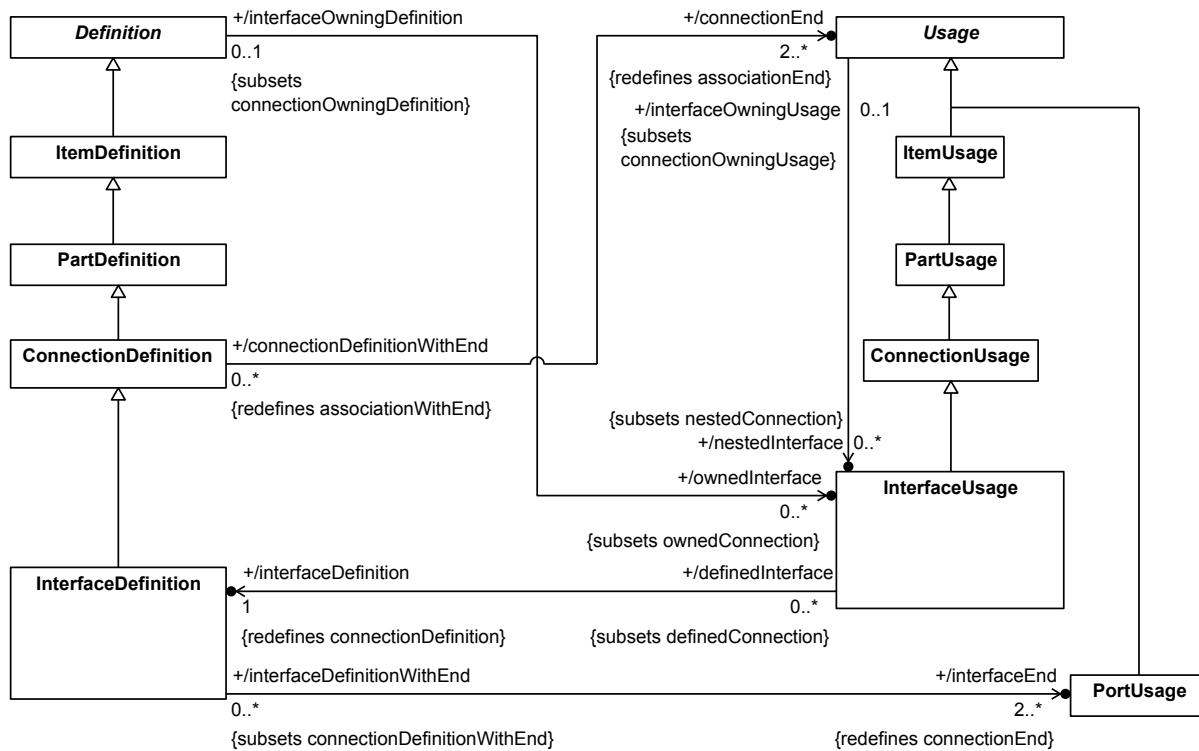 +/interfaceOwningDefinition
+/connectionEnd
Definition
Usage
0..1
2..*
{subsets
connectionOwningDefinition}
{redefines associationEnd}
+/interfaceOwningUsage
0..1
{subsets
connectionOwningUsage}
ItemDefinition
ItemUsage
PartDefinition
PartUsage
ConnectionDefinition
+/connectionDefinitionWithEnd
ConnectionUsage
0..*
{redefines associationWithEnd}
{subsets nestedConnection}
+/nestedInterface
0..*
+/ownedInterface
InterfaceUsage
0..*
{subsets ownedConnection}
InterfaceDefinition
+/interfaceDefinition
+/definedInterface
1
0..*
{redefines connectionDefinition}
{subsets definedConnection}
+/interfaceDefinitionWithEnd
+/interfaceEnd
PortUsage
0..*
2..*
{subsets connectionDefinitionWithEnd}
{redefines connectionEnd}